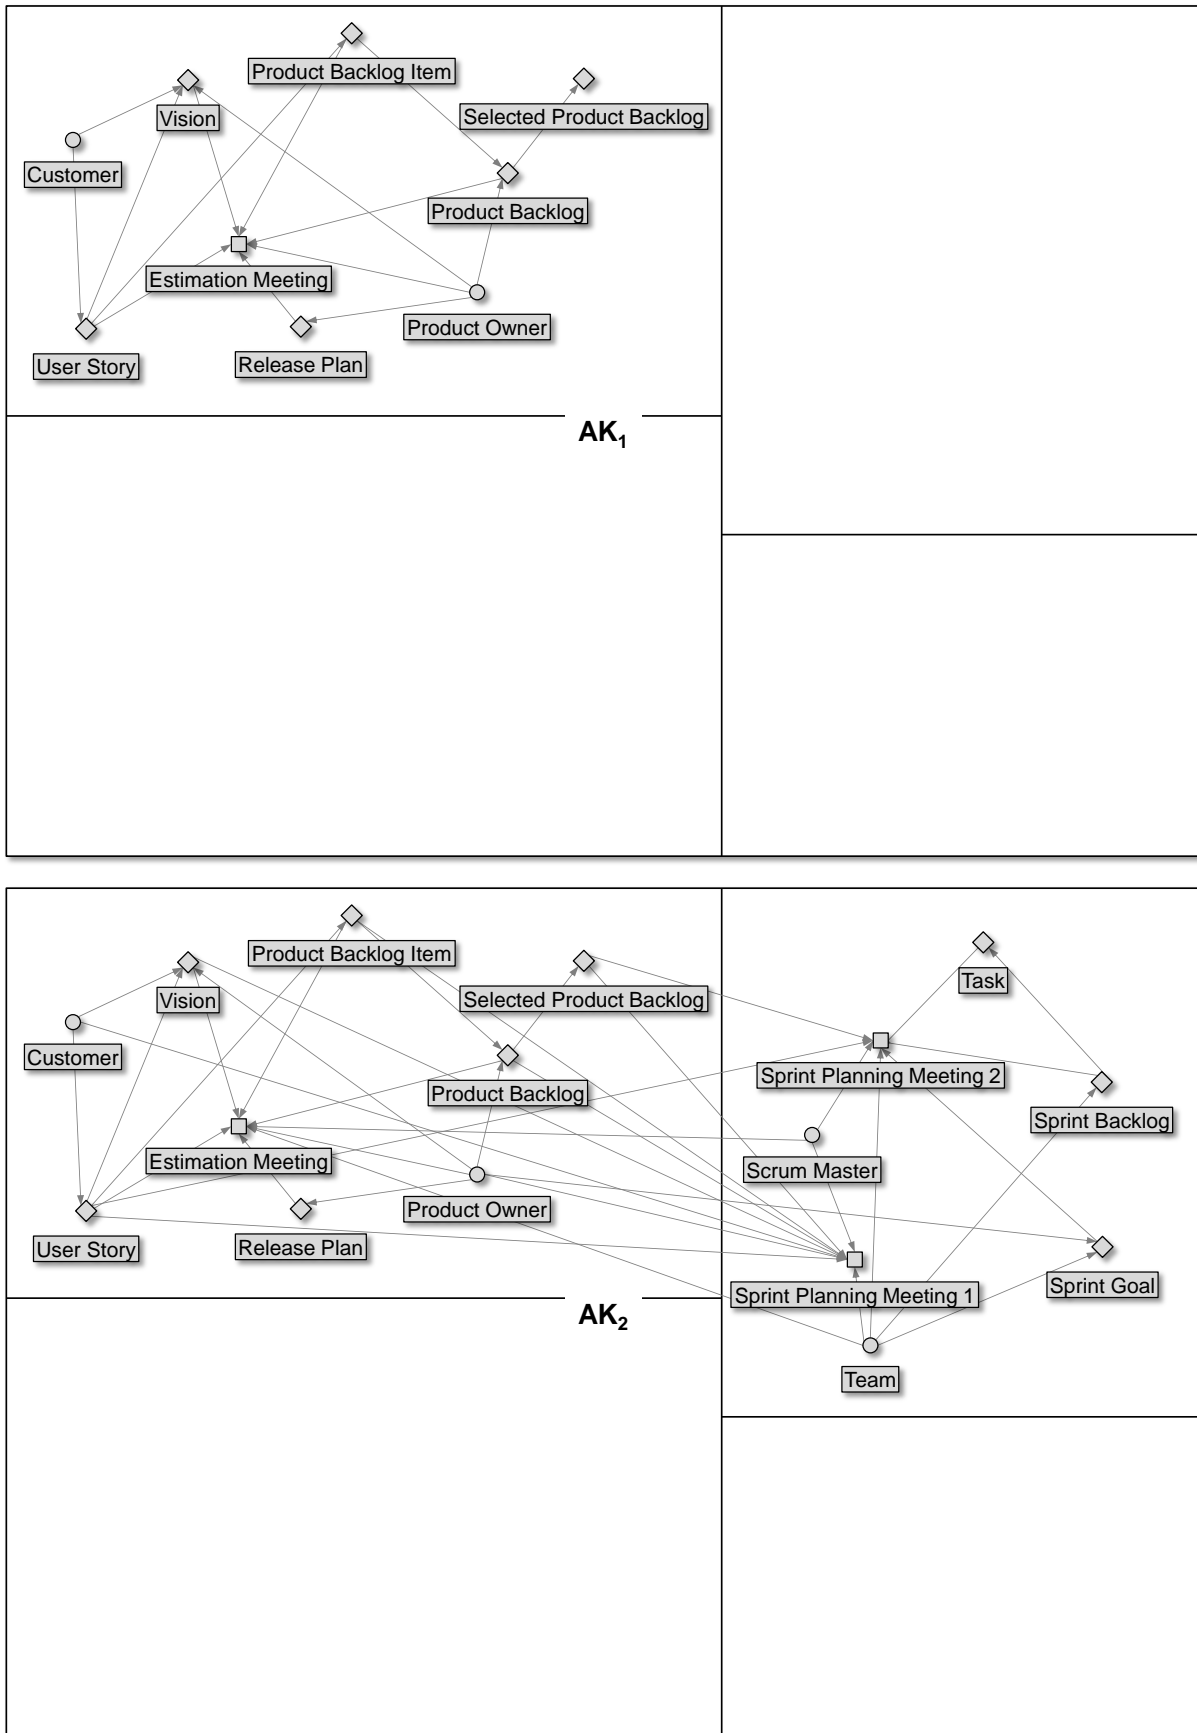 Product Backlog Item
Selected Product Backlog
Vision
Customer
Product Backlog
Estimation Meeting
Product Owner
User Story
Release Plan
AK1
Product Backlog Item
Task
Selected Product Backlog
Vision
Customer
Sprint Planning Meeting 2
Product Backlog
Sprint Backlog
Estimation Meeting
Scrum Master
Product Owner
User Story
Release Plan
Sprint Goal
Sprint Planning Meeting 1
AK2
Team